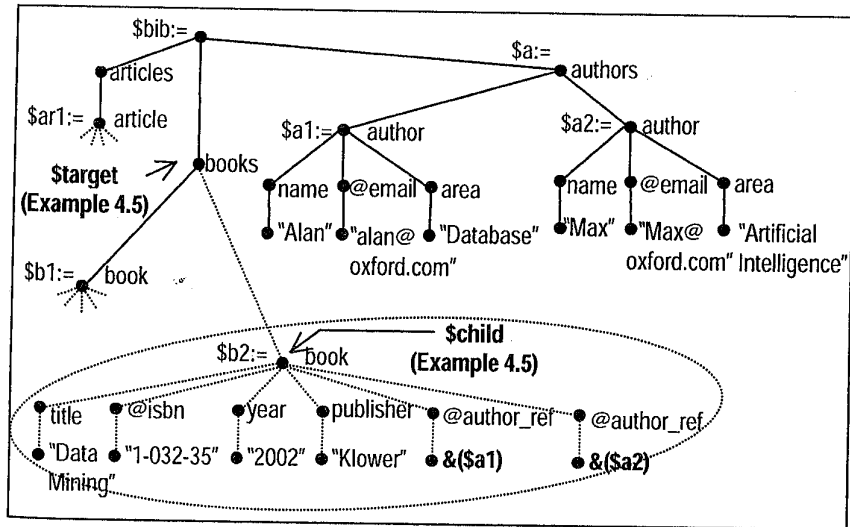 $bib:=
$a:=
articles
authors
$ar1:= article
$a1:= author
$a2:= author
$target
(Example 4.5)
books
name @email area
name @email area
"Alan" "alan@oxford.com" "Database"
"Max" "Max@oxford.com" "Artificial Intelligence"
$b1:= book
$child
(Example 4.5)
$b2:= book
title @isbn year publisher @author_ref @author_ref
"Data Mining" "1-032-35" "2002" "Klower" &($a1) &($a2)